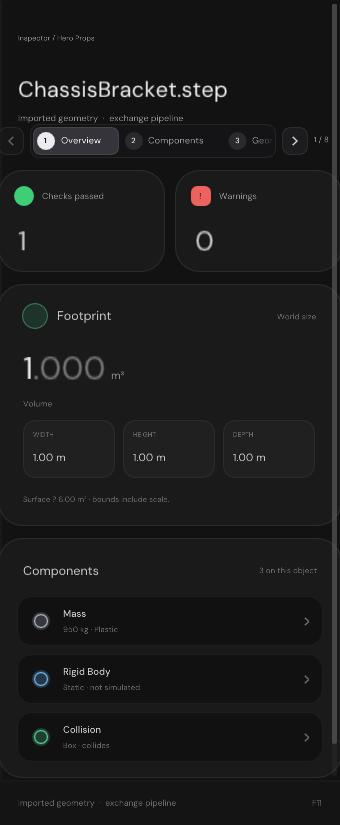 Inspector / Hero Props
ChassisBracket.step
Imported geometry · exchange pipeline
1 Overview
2 Components
3 Geo
1 / 8
Checks passed
! Warnings
1
0
Footprint
World size
1.000 m³
Volume
WIDTH
HEIGHT
DEPTH
1.00 m
1.00 m
1.00 m
Surface ? 6.00 m² · bounds include scale.
Components
3 on this object
Mass
950 kg · Plastic
Rigid Body
Static · not simulated
Collision
Box · collides
Imported geometry · exchange pipeline
F11